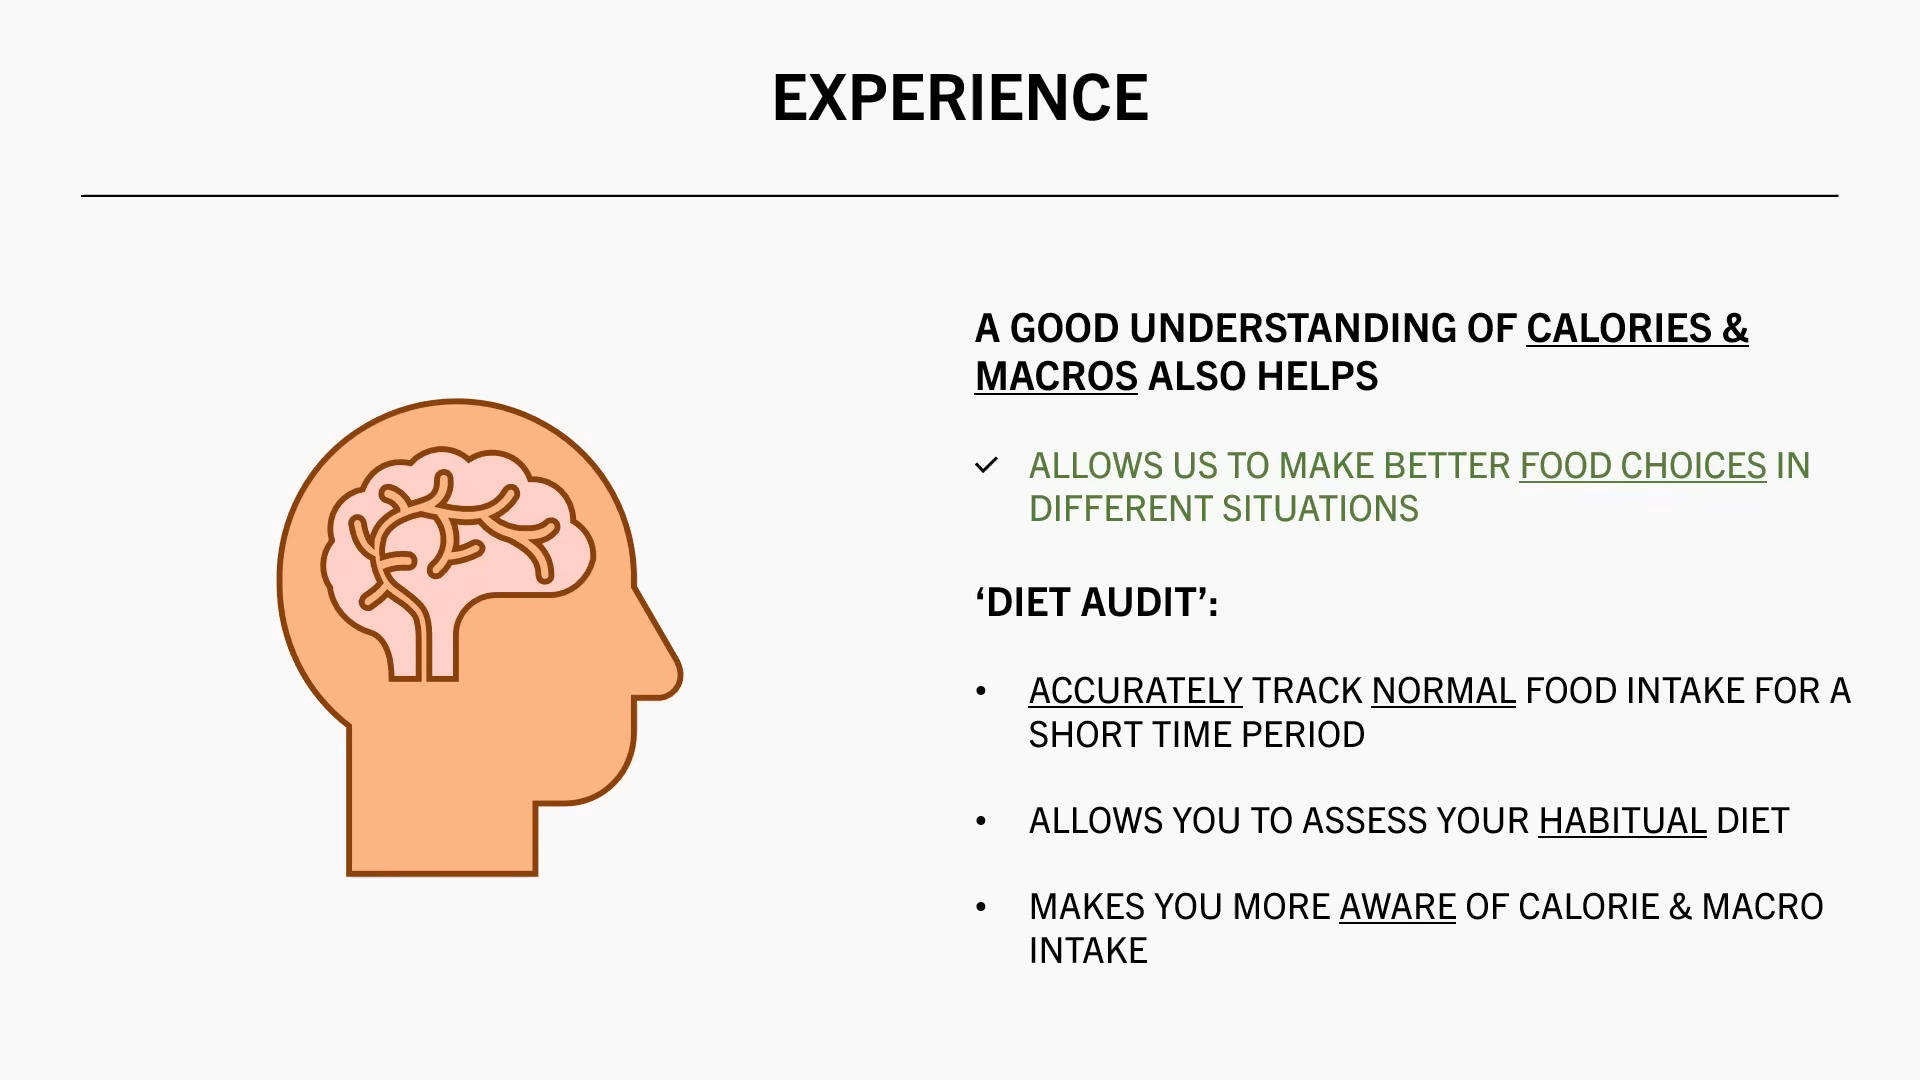 EXPERIENCE
A GOOD UNDERSTANDING OF CALORIES &
MACROS ALSO HELPS
✓ ALLOWS US TO MAKE BETTER FOOD CHOICES IN
DIFFERENT SITUATIONS
‘DIET AUDIT’:
• ACCURATELY TRACK NORMAL FOOD INTAKE FOR A
SHORT TIME PERIOD
• ALLOWS YOU TO ASSESS YOUR HABITUAL DIET
• MAKES YOU MORE AWARE OF CALORIE & MACRO
INTAKE